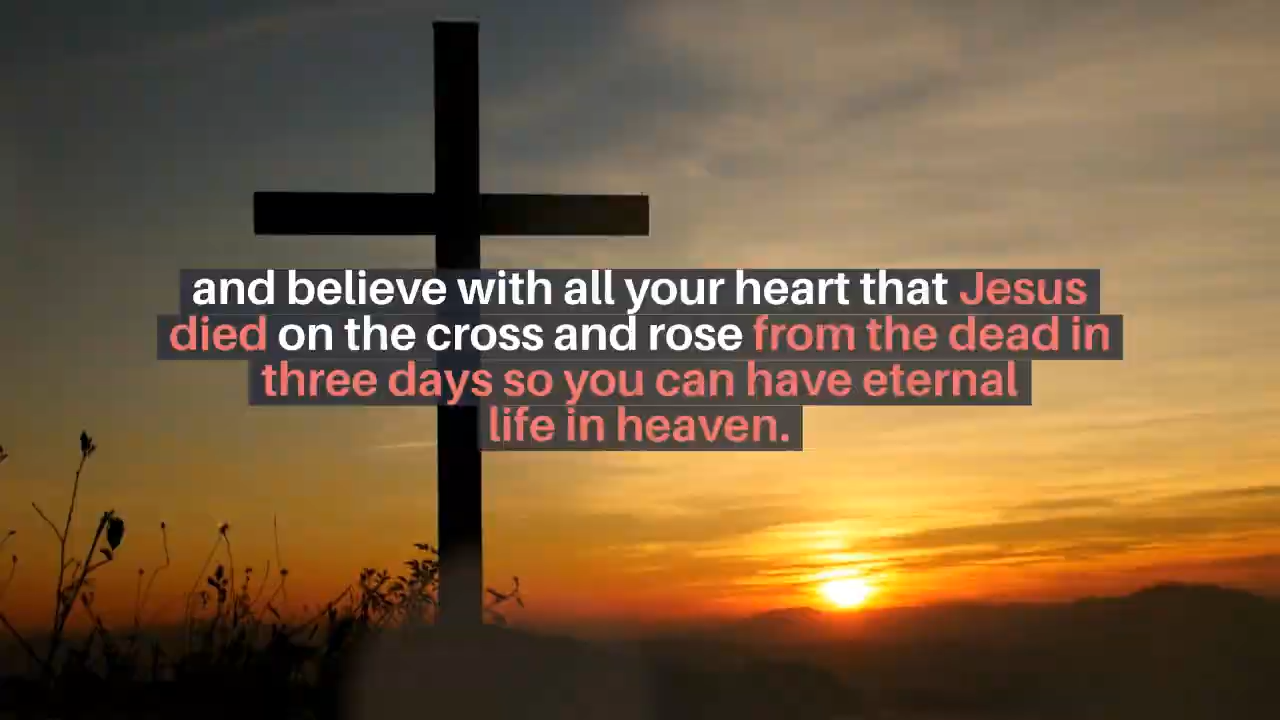 and believe with all your heart that Jesus
died on the cross and rose from the dead in
three days so you can have eternal
life in heaven.